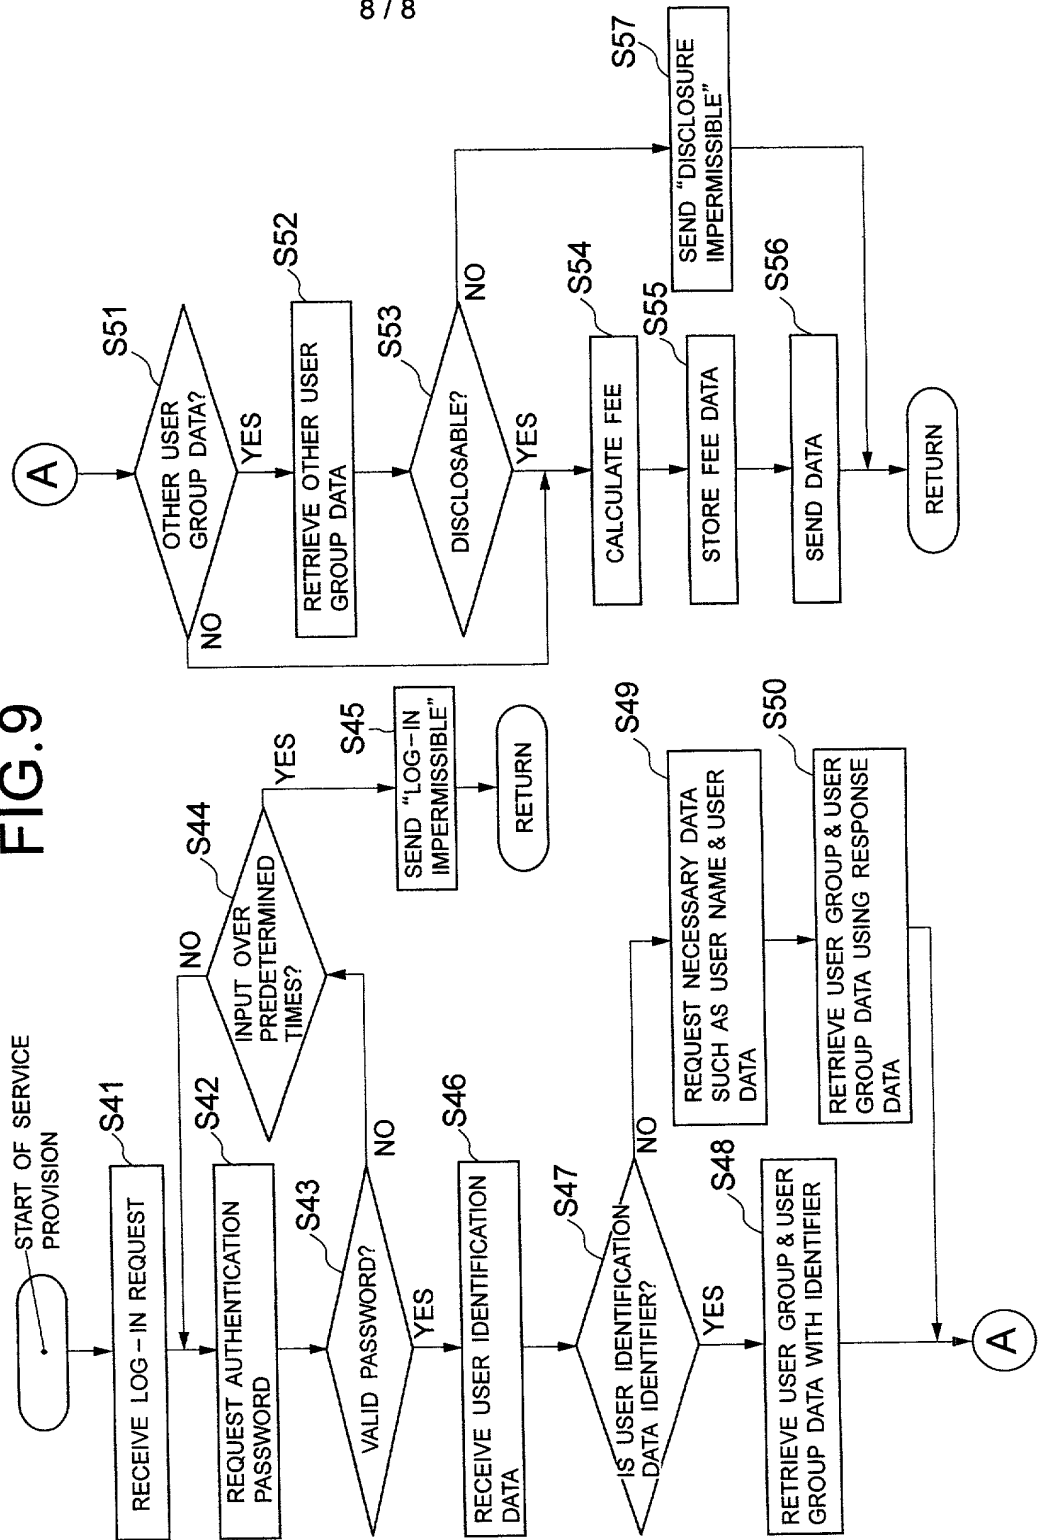 8 / 8
FIG.9
START OF SERVICE
PROVISION
S41
RECEIVE LOG-IN REQUEST
S42
REQUEST AUTHENTICATION
PASSWORD
S43
VALID PASSWORD?
NO
YES
S44
INPUT OVER
PREDETERMINED
TIMES?
NO
YES
S45
SEND “LOG-IN
IMPERMISSIBLE”
RETURN
S46
RECEIVE USER IDENTIFICATION
DATA
S47
IS USER IDENTIFICATION
DATA IDENTIFIER?
NO
YES
S48
RETRIEVE USER GROUP & USER
GROUP DATA WITH IDENTIFIER
S49
REQUEST NECESSARY DATA
SUCH AS USER NAME & USER
DATA
S50
RETRIEVE USER GROUP & USER
GROUP DATA USING RESPONSE
DATA
A
A
S51
OTHER USER
GROUP DATA?
NO
YES
S52
RETRIEVE OTHER USER
GROUP DATA
S53
DISCLOSABLE?
NO
YES
S54
CALCULATE FEE
S55
STORE FEE DATA
S56
SEND DATA
S57
SEND “DISCLOSURE
IMPERMISSIBLE”
RETURN